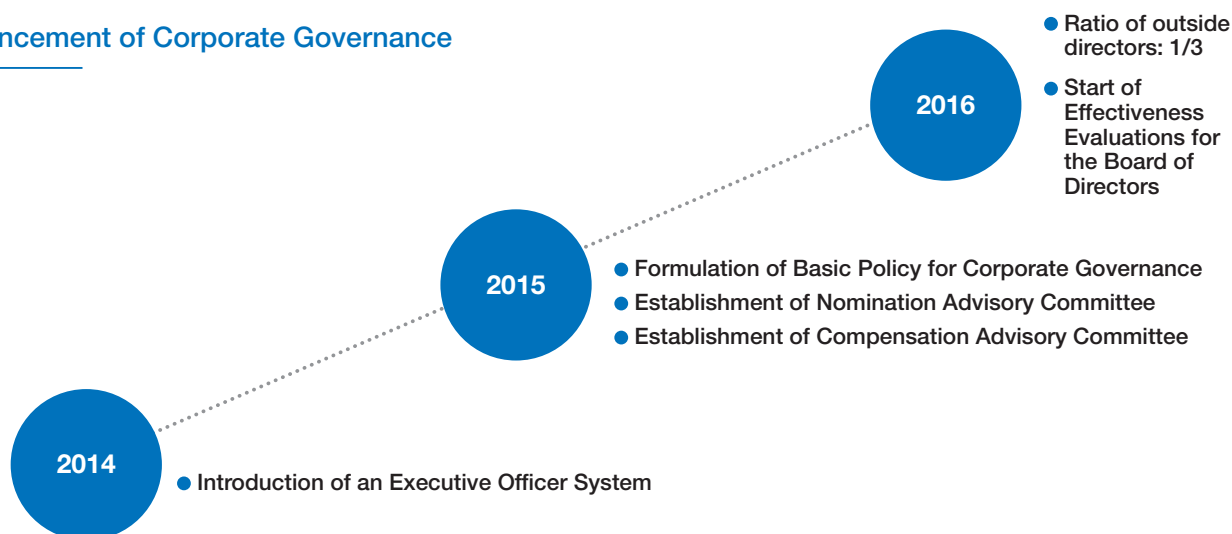 ncement of Corporate Governance
2016
Ratio of outside
directors: 1/3
Start of
Effectiveness
Evaluations for
the Board of
Directors
2015
Formulation of Basic Policy for Corporate Governance
Establishment of Nomination Advisory Committee
Establishment of Compensation Advisory Committee
2014
Introduction of an Executive Officer System